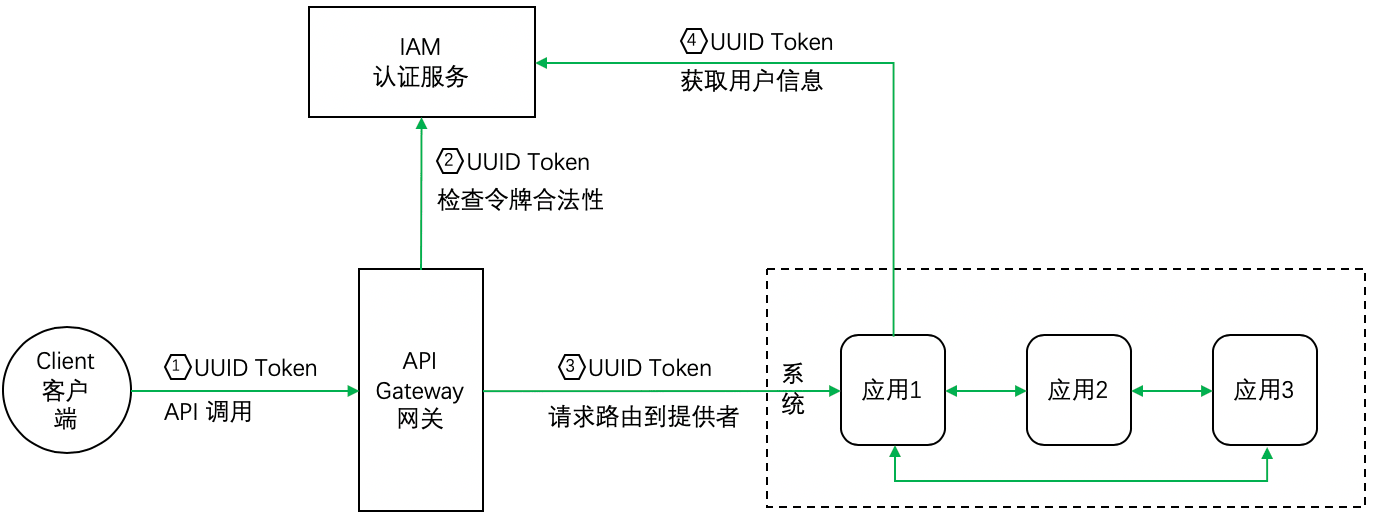 IAM
认证服务
4 UUID Token
获取用户信息
2 UUID Token
检查令牌合法性
Client
客户
端
1 UUID Token
API 调用
API
Gateway
网关
3 UUID Token
请求路由到提供者
系
统
应用1
应用2
应用3